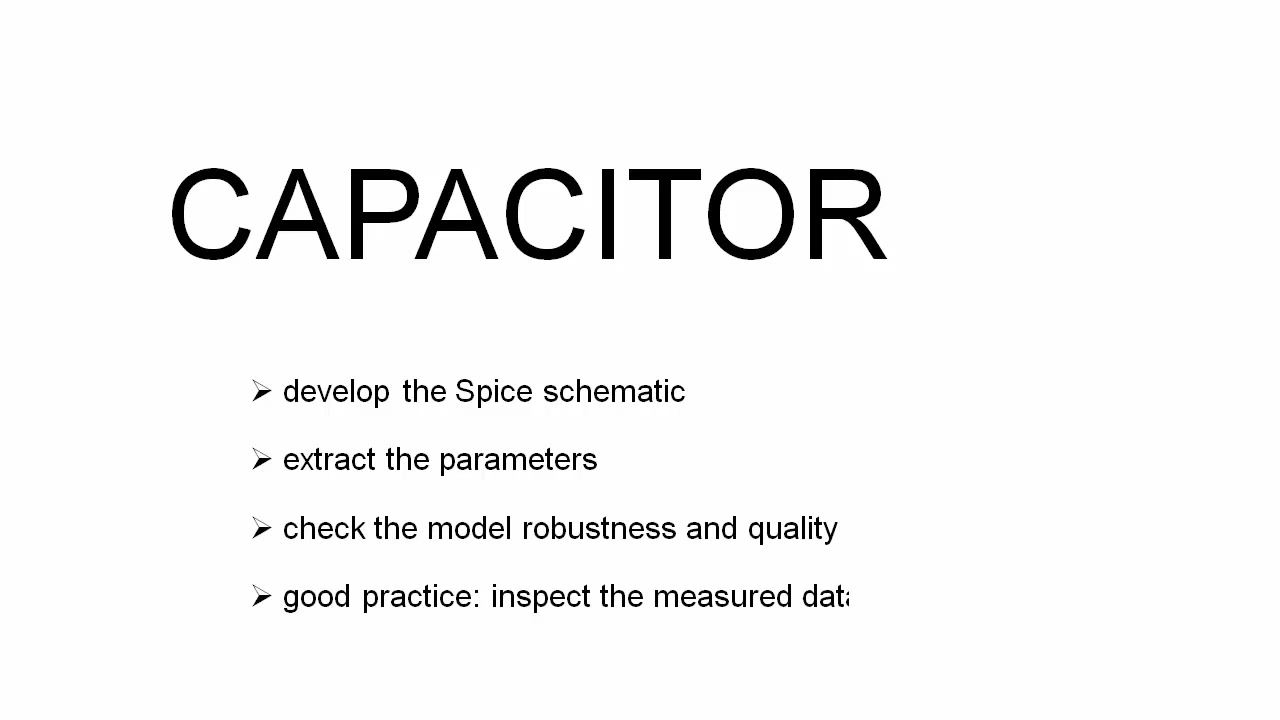 CAPACITOR
➢ develop the Spice schematic
➢ extract the parameters
➢ check the model robustness and quality
➢ good practice: inspect the measured data